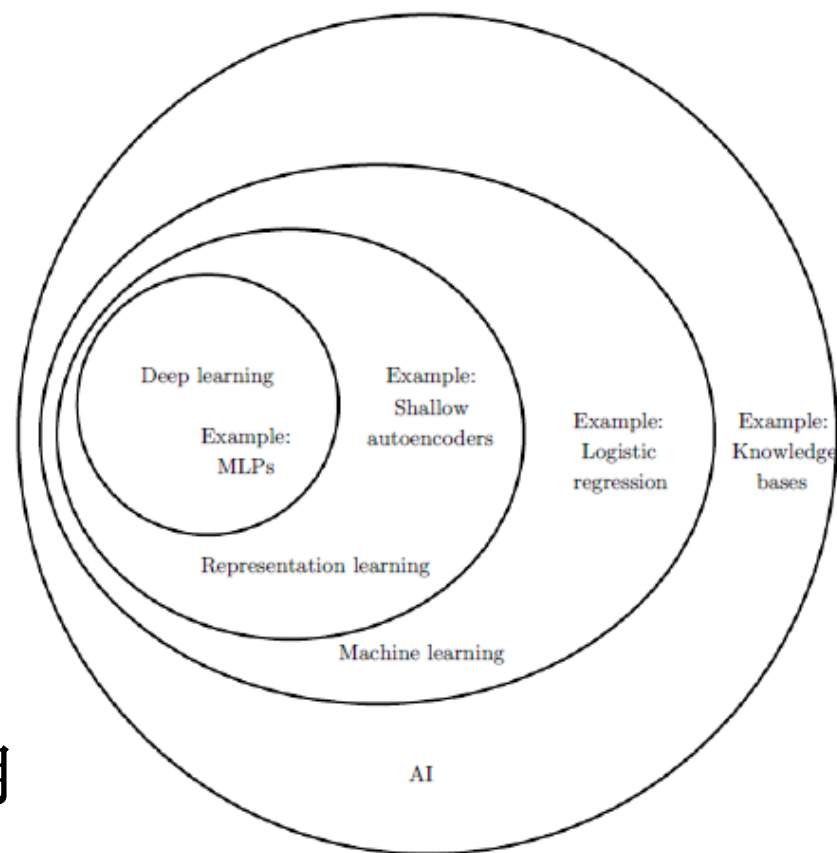 Deep learning
Example:
MLPs
Example:
Shallow
autoencoders
Example:
Logistic
regression
Example:
Knowledge
bases
Representation learning
Machine learning
AI